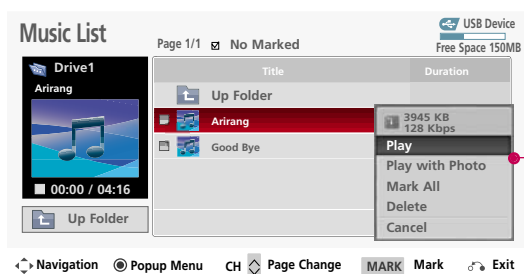 Music List
Page 1/1 No Marked
USB Device
Free Space 150MB
Drive1
Arirang
00:00 / 04:16
Up Folder
Title Duration
Up Folder
Arirang
Good Bye
3945 KB
128 Kbps
Play
Play with Photo
Mark All
Delete
Cancel
Navigation Popup Menu CH Page Change MARK Mark Exit